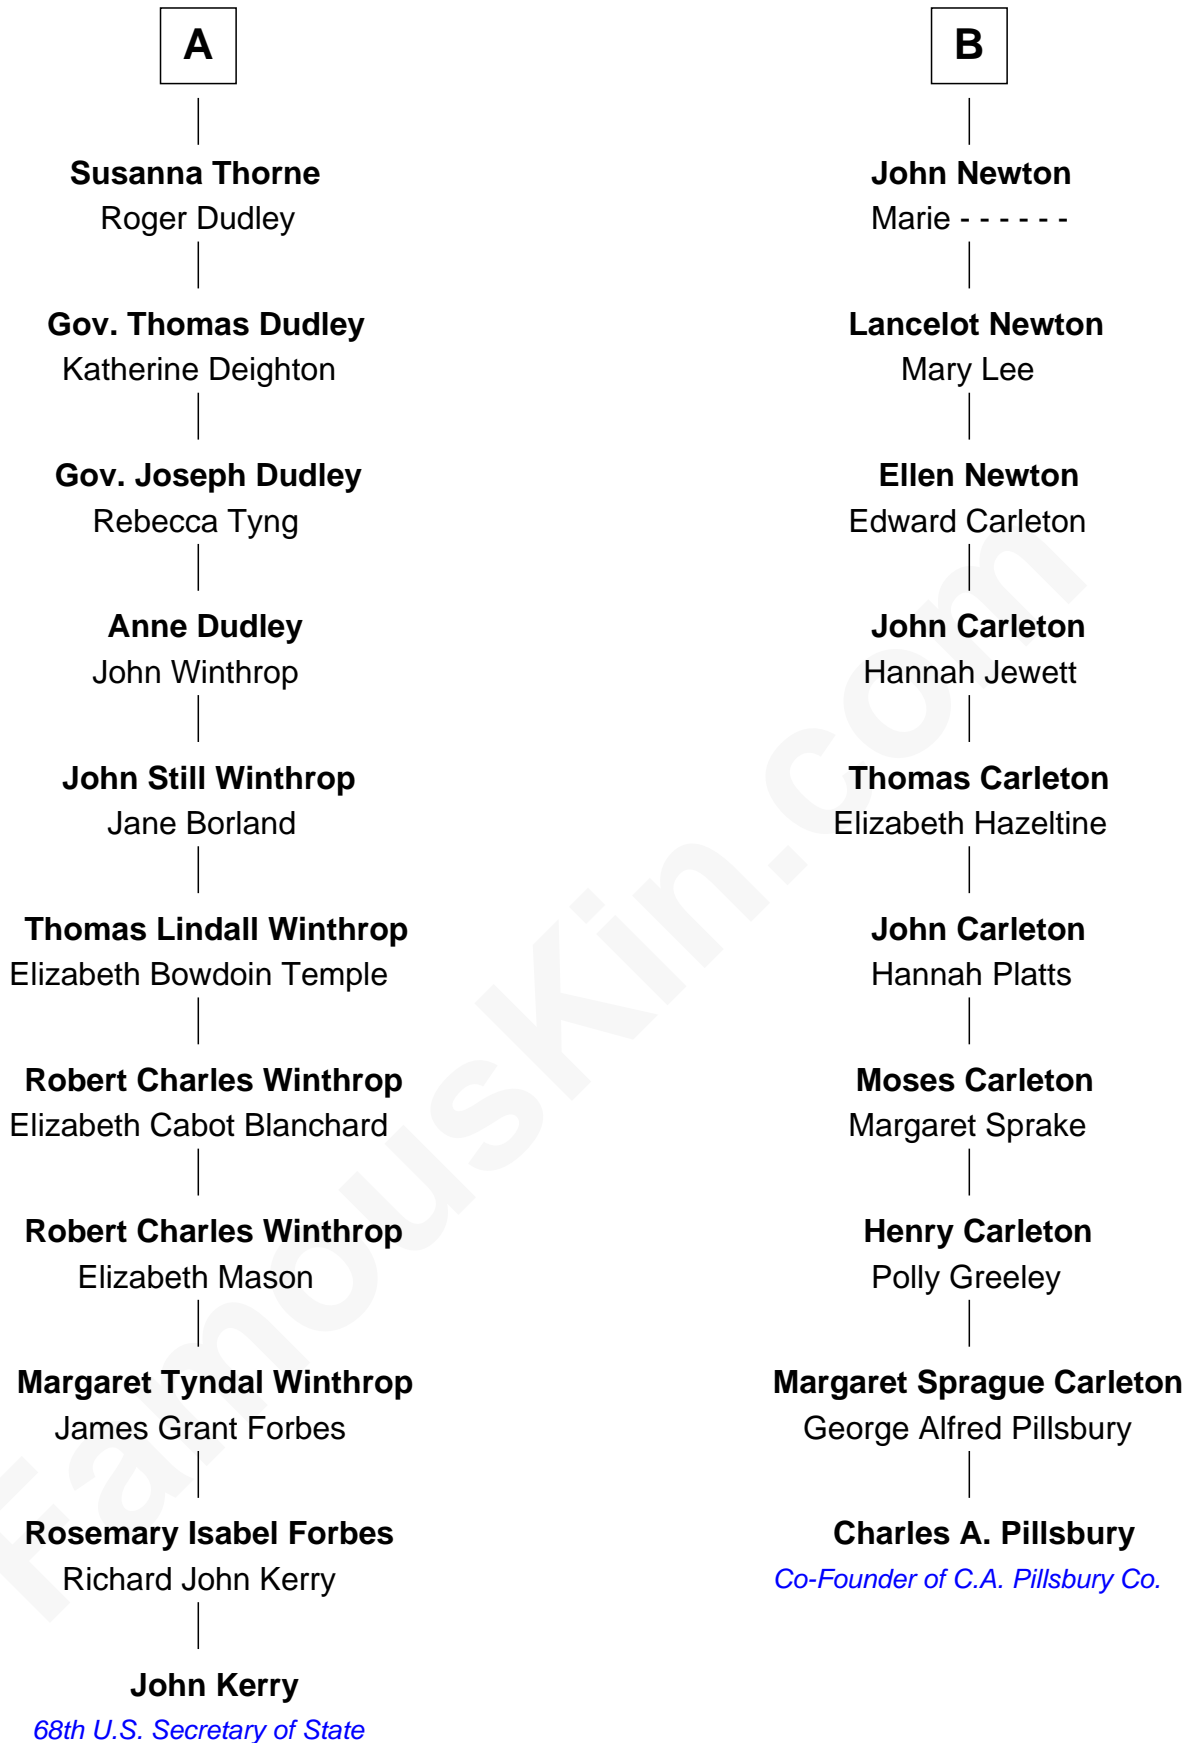 A
Susanna Thorne
Roger Dudley
Gov. Thomas Dudley
Katherine Deighton
Gov. Joseph Dudley
Rebecca Tyng
Anne Dudley
John Winthrop
John Still Winthrop
Jane Borland
Thomas Lindall Winthrop
Elizabeth Bowdoin Temple
Robert Charles Winthrop
Elizabeth Cabot Blanchard
Robert Charles Winthrop
Elizabeth Mason
Margaret Tyndal Winthrop
James Grant Forbes
Rosemary Isabel Forbes
Richard John Kerry
John Kerry
68th U.S. Secretary of State
B
John Newton
Marie - - - - - -
Lancelot Newton
Mary Lee
Ellen Newton
Edward Carleton
John Carleton
Hannah Jewett
Thomas Carleton
Elizabeth Hazeltine
John Carleton
Hannah Platts
Moses Carleton
Margaret Sprake
Henry Carleton
Polly Greeley
Margaret Sprague Carleton
George Alfred Pillsbury
Charles A. Pillsbury
Co-Founder of C.A. Pillsbury Co.
FamousKin.com